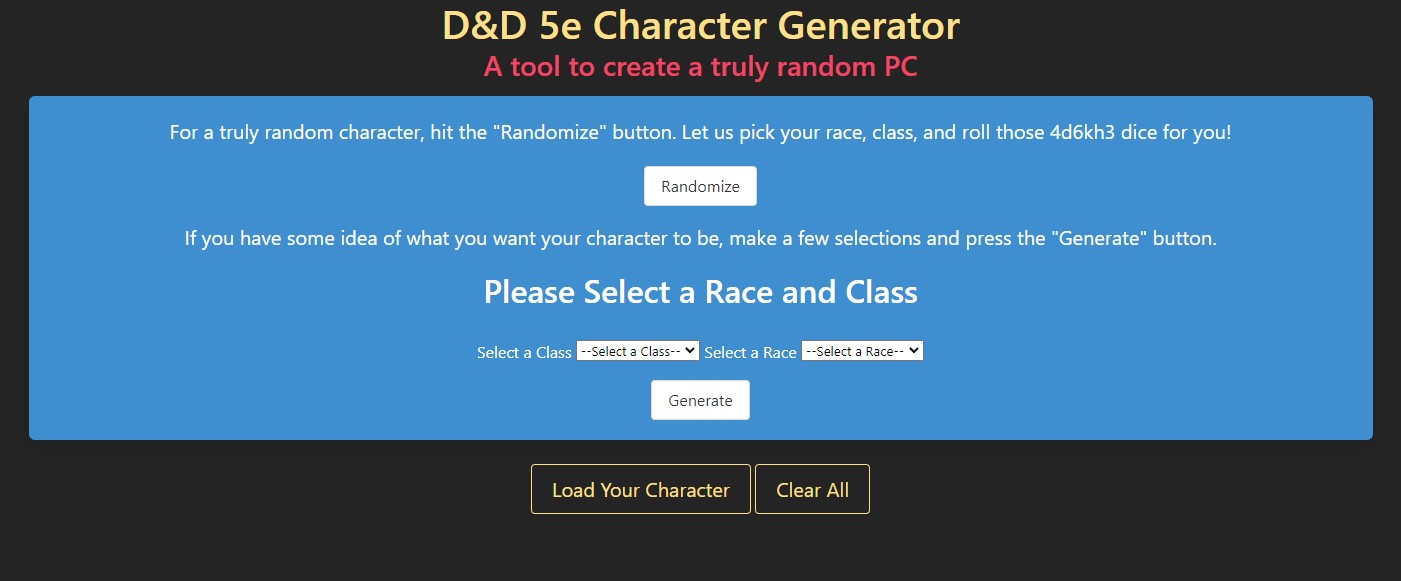 D&D 5e Character Generator
A tool to create a truly random PC
For a truly random character, hit the "Randomize" button. Let us pick your race, class, and roll those 4d6kh3 dice for you!
Randomize
If you have some idea of what you want your character to be, make a few selections and press the "Generate" button.
Please Select a Race and Class
Select a Class --Select a Class-- Select a Race --Select a Race--
Generate
Load Your Character Clear All